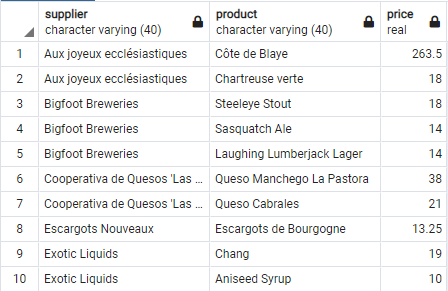 supplier product price
character varying (40) character varying (40) real
1 Aux joyeux ecclésiastiques Côte de Blaye 263.5
2 Aux joyeux ecclésiastiques Chartreuse verte 18
3 Bigfoot Breweries Steeleye Stout 18
4 Bigfoot Breweries Sasquatch Ale 14
5 Bigfoot Breweries Laughing Lumberjack Lager 14
6 Cooperativa de Quesos 'Las ... Queso Manchego La Pastora 38
7 Cooperativa de Quesos 'Las ... Queso Cabrales 21
8 Escargots Nouveaux Escargots de Bourgogne 13.25
9 Exotic Liquids Chang 19
10 Exotic Liquids Aniseed Syrup 10